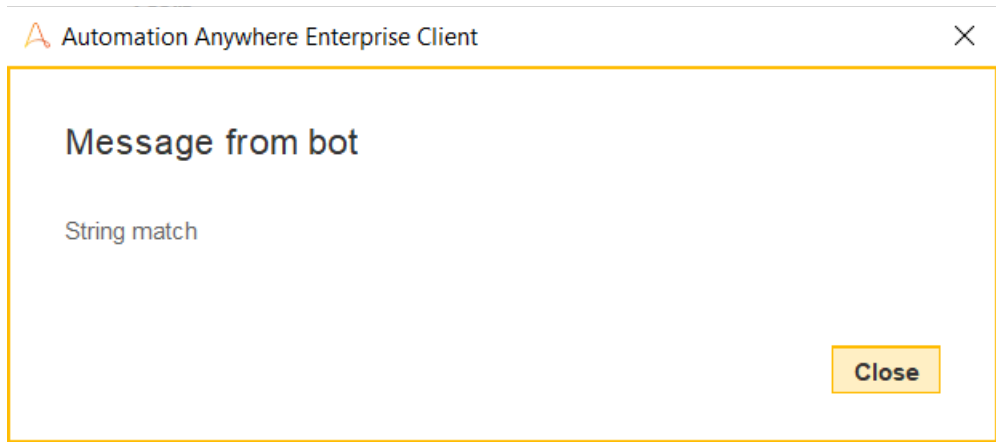 Automation Anywhere Enterprise Client
Message from bot
String match
Close